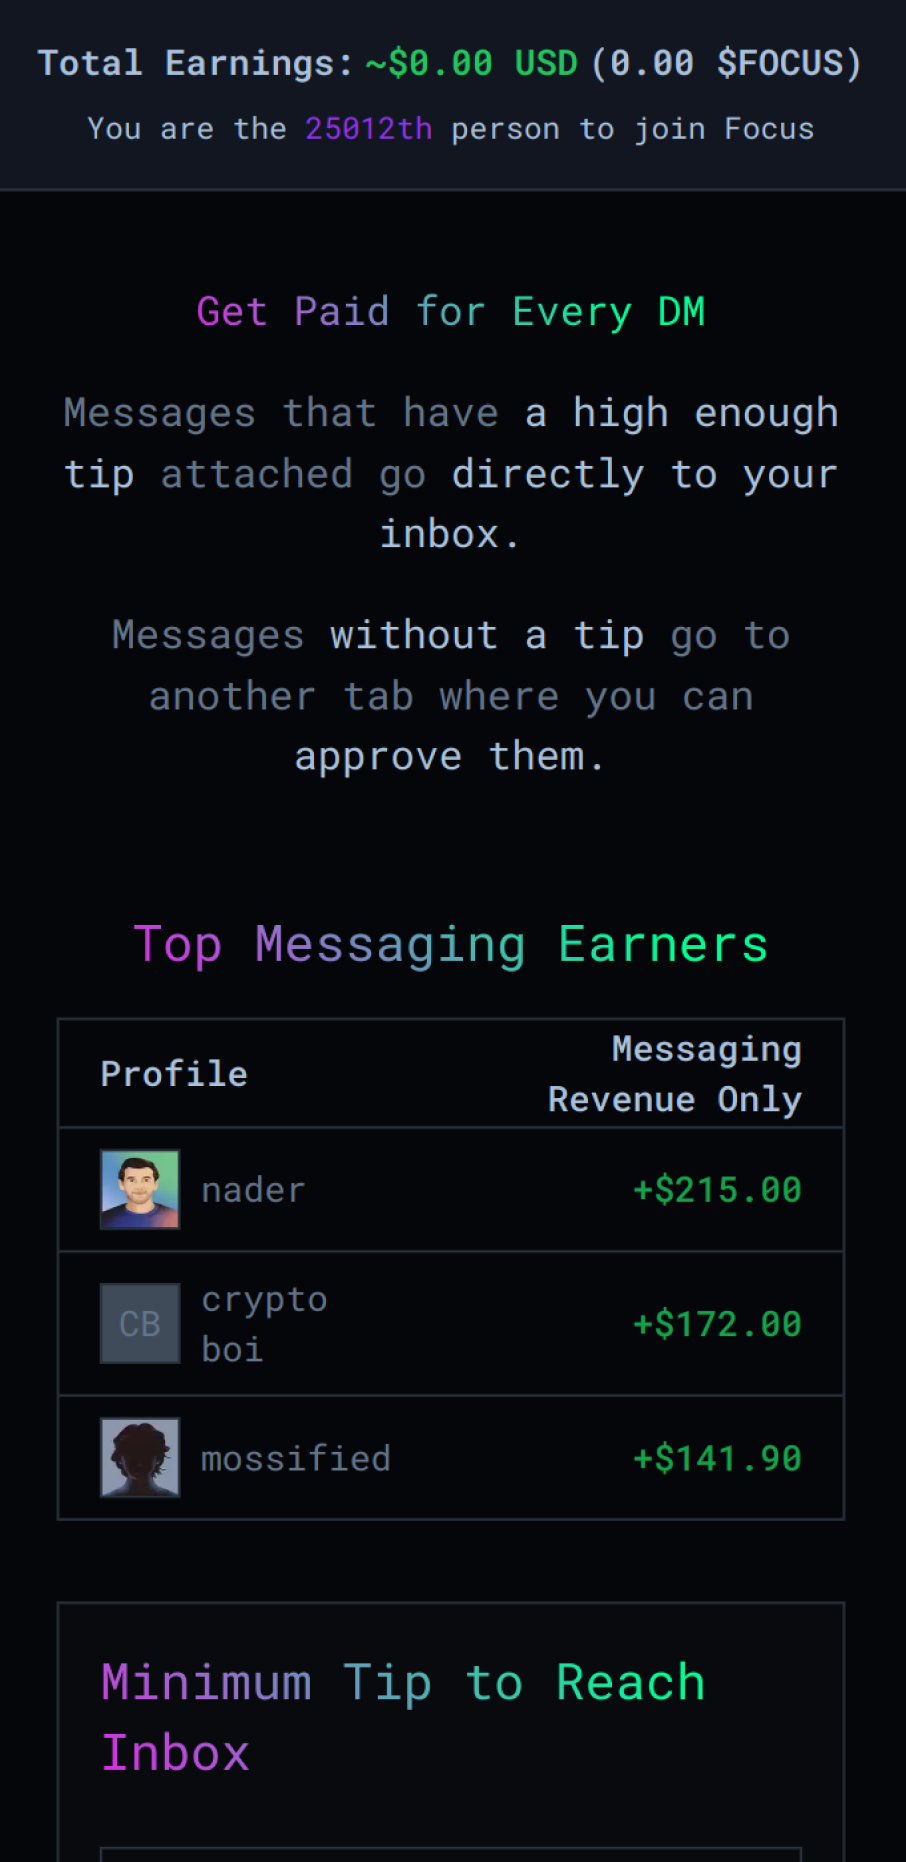 Total Earnings: ~$0.00 USD (0.00 $FOCUS)
You are the 25012th person to join Focus
Get Paid for Every DM
Messages that have a high enough
tip attached go directly to your
inbox.
Messages without a tip go to
another tab where you can
approve them.
Top Messaging Earners
Profile
Messaging
Revenue Only
nader
+$215.00
CB
crypto
boi
+$172.00
mossified
+$141.90
Minimum Tip to Reach
Inbox